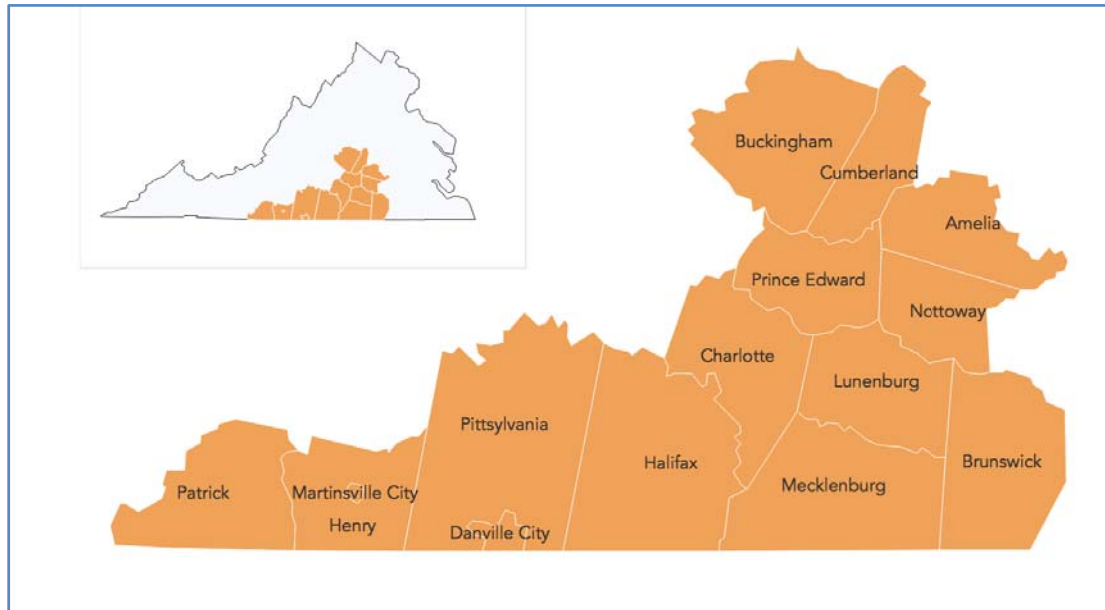 Buckingham
Cumberland
Amelia
Prince Edward
Nottoway
Charlotte
Lunenburg
Pittsylvania
Halifax
Brunswick
Mecklenburg
Patrick
Martinsville City
Henry
Danville City